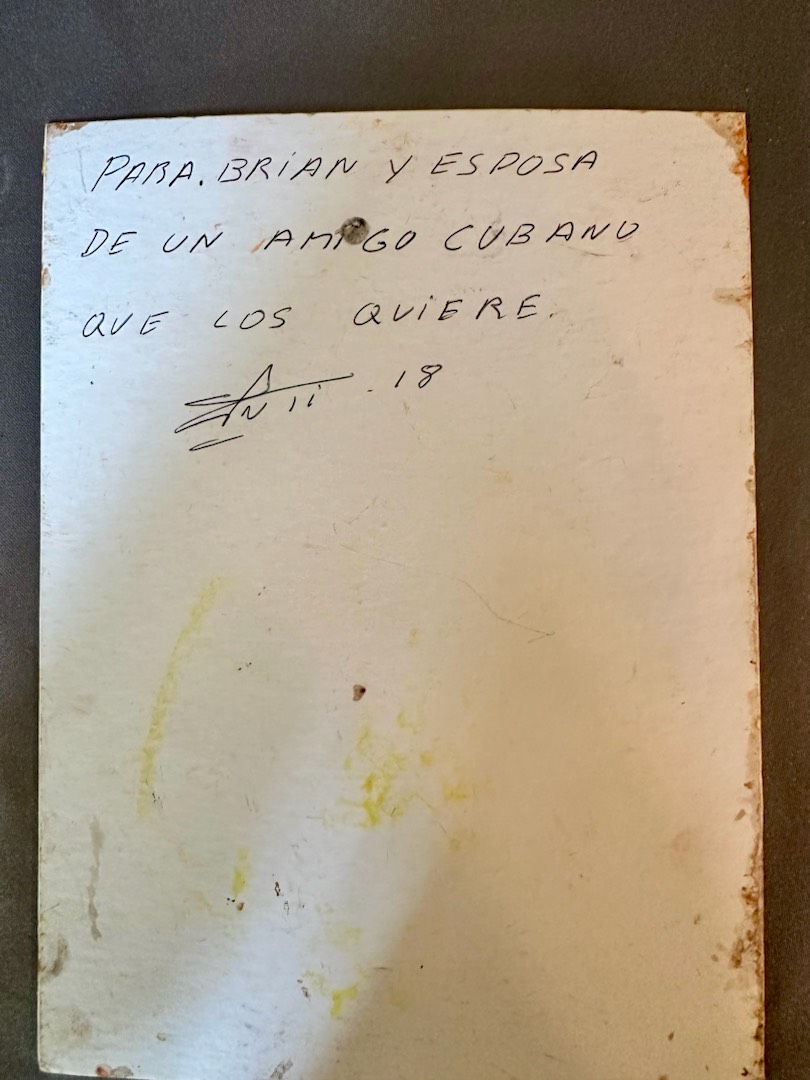 PARA. BRIAN Y ESPOSA
DE UN AMIGO CUBANO
QUE LOS QUIERE.
18